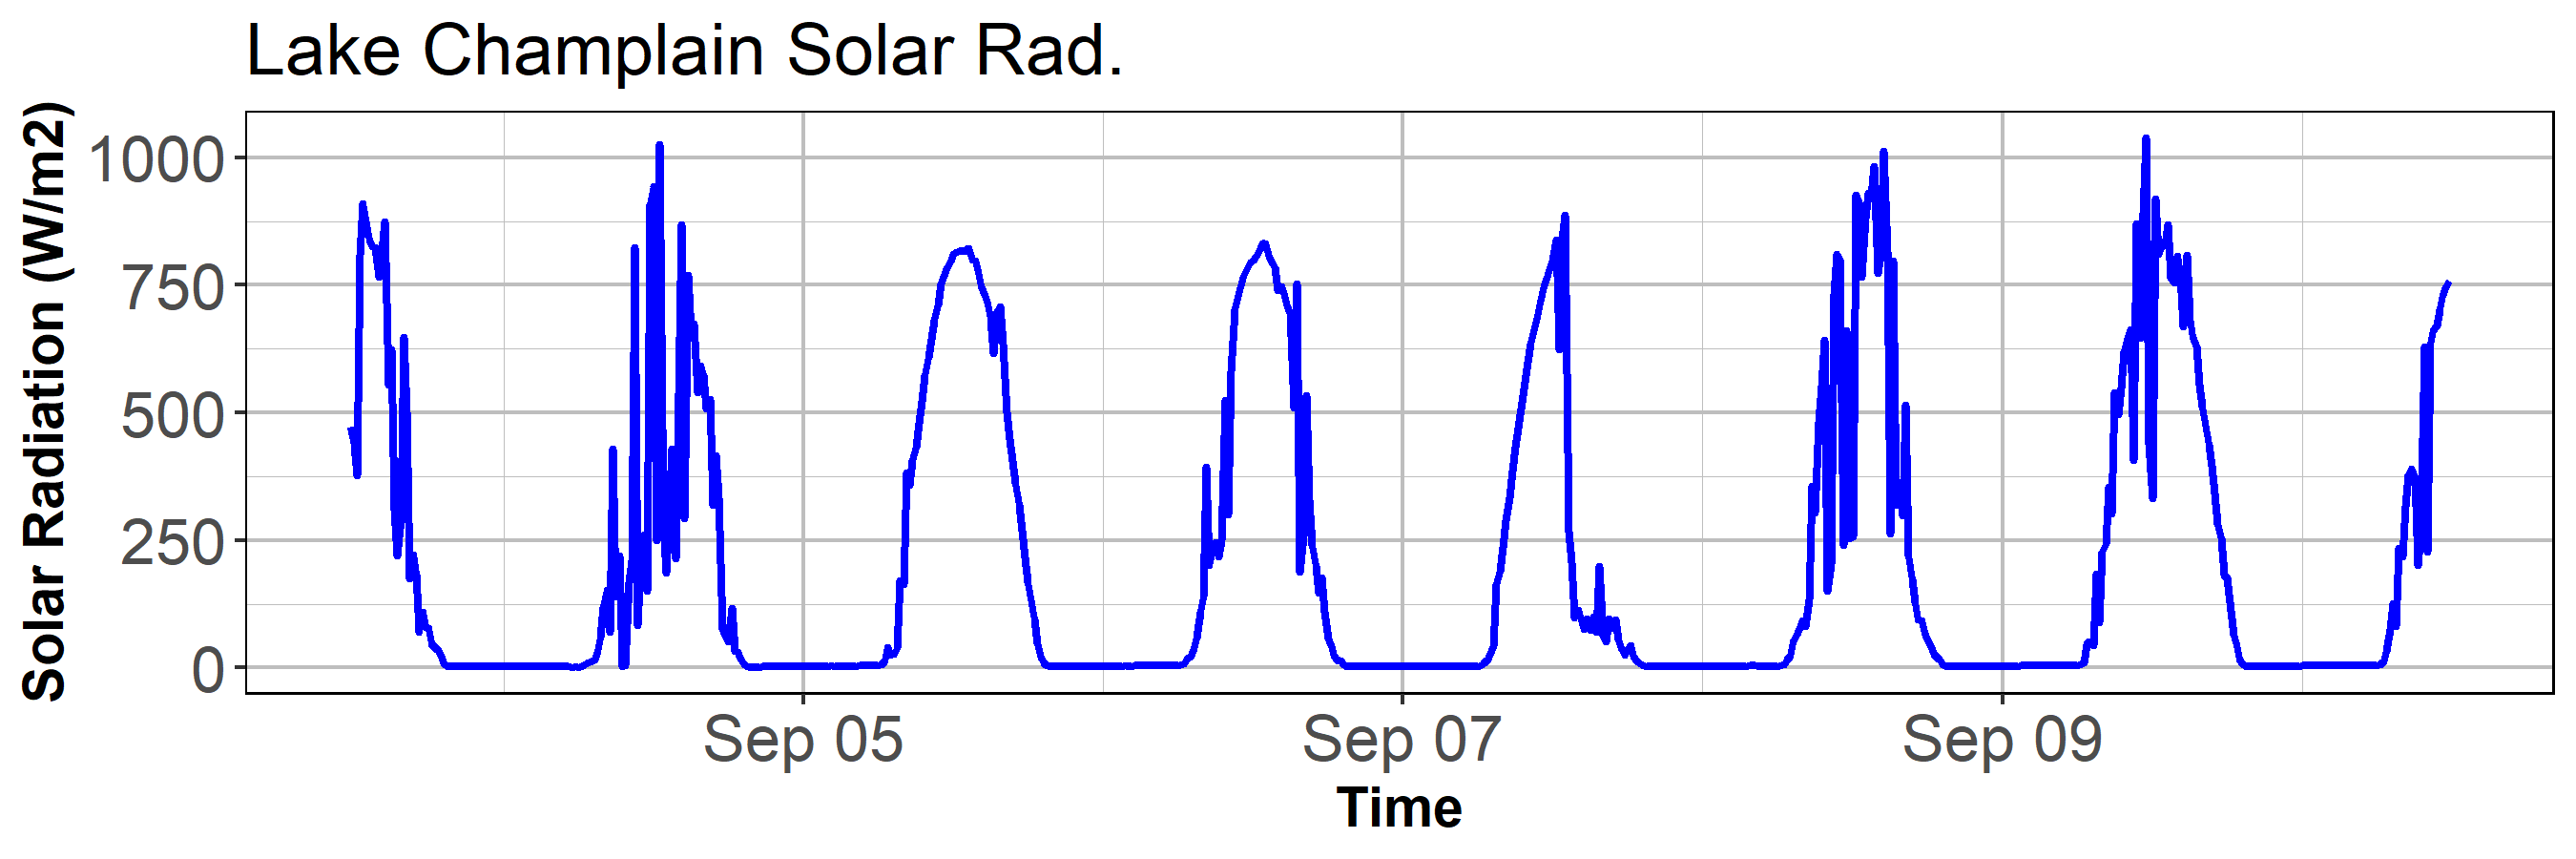 Lake Champlain Solar Rad.
Solar Radiation (W/m2)
1000
750
500
250
0
Sep 05
Sep 07
Sep 09
Time